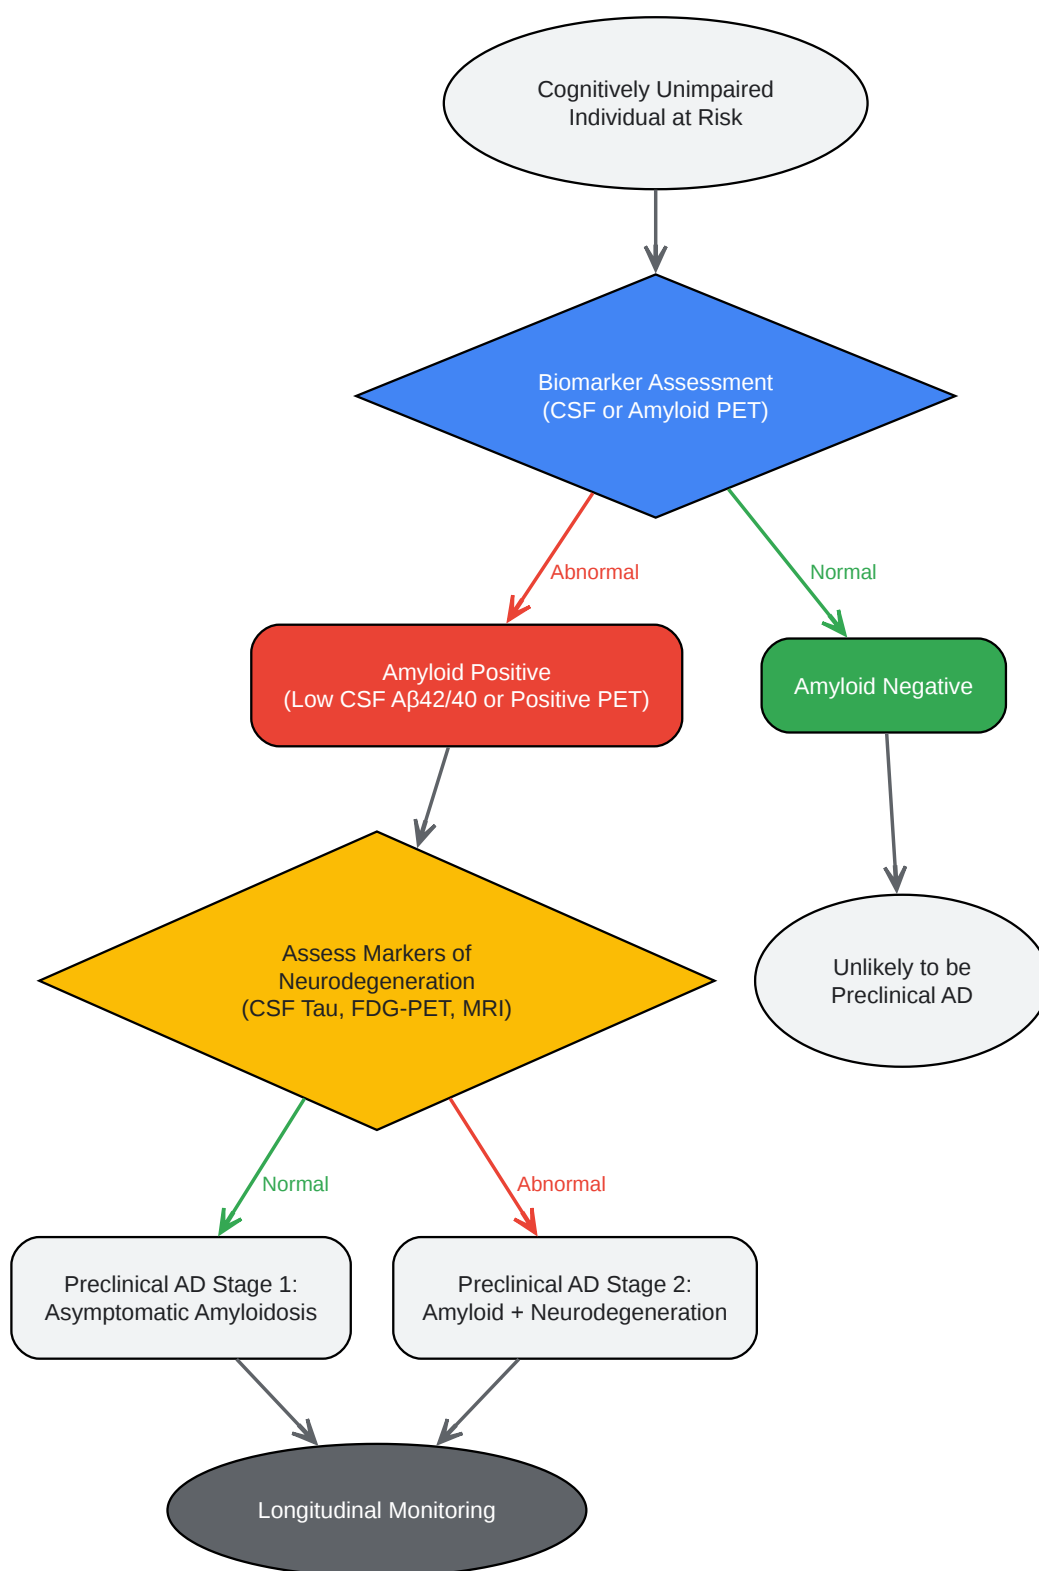 Cognitively Unimpaired
Individual at Risk
Biomarker Assessment
(CSF or Amyloid PET)
Abnormal
Normal
Amyloid Positive
(Low CSF Aβ42/40 or Positive PET)
Amyloid Negative
Assess Markers of
Neurodegeneration
(CSF Tau, FDG-PET, MRI)
Unlikely to be
Preclinical AD
Normal
Abnormal
Preclinical AD Stage 1:
Asymptomatic Amyloidosis
Preclinical AD Stage 2:
Amyloid + Neurodegeneration
Longitudinal Monitoring